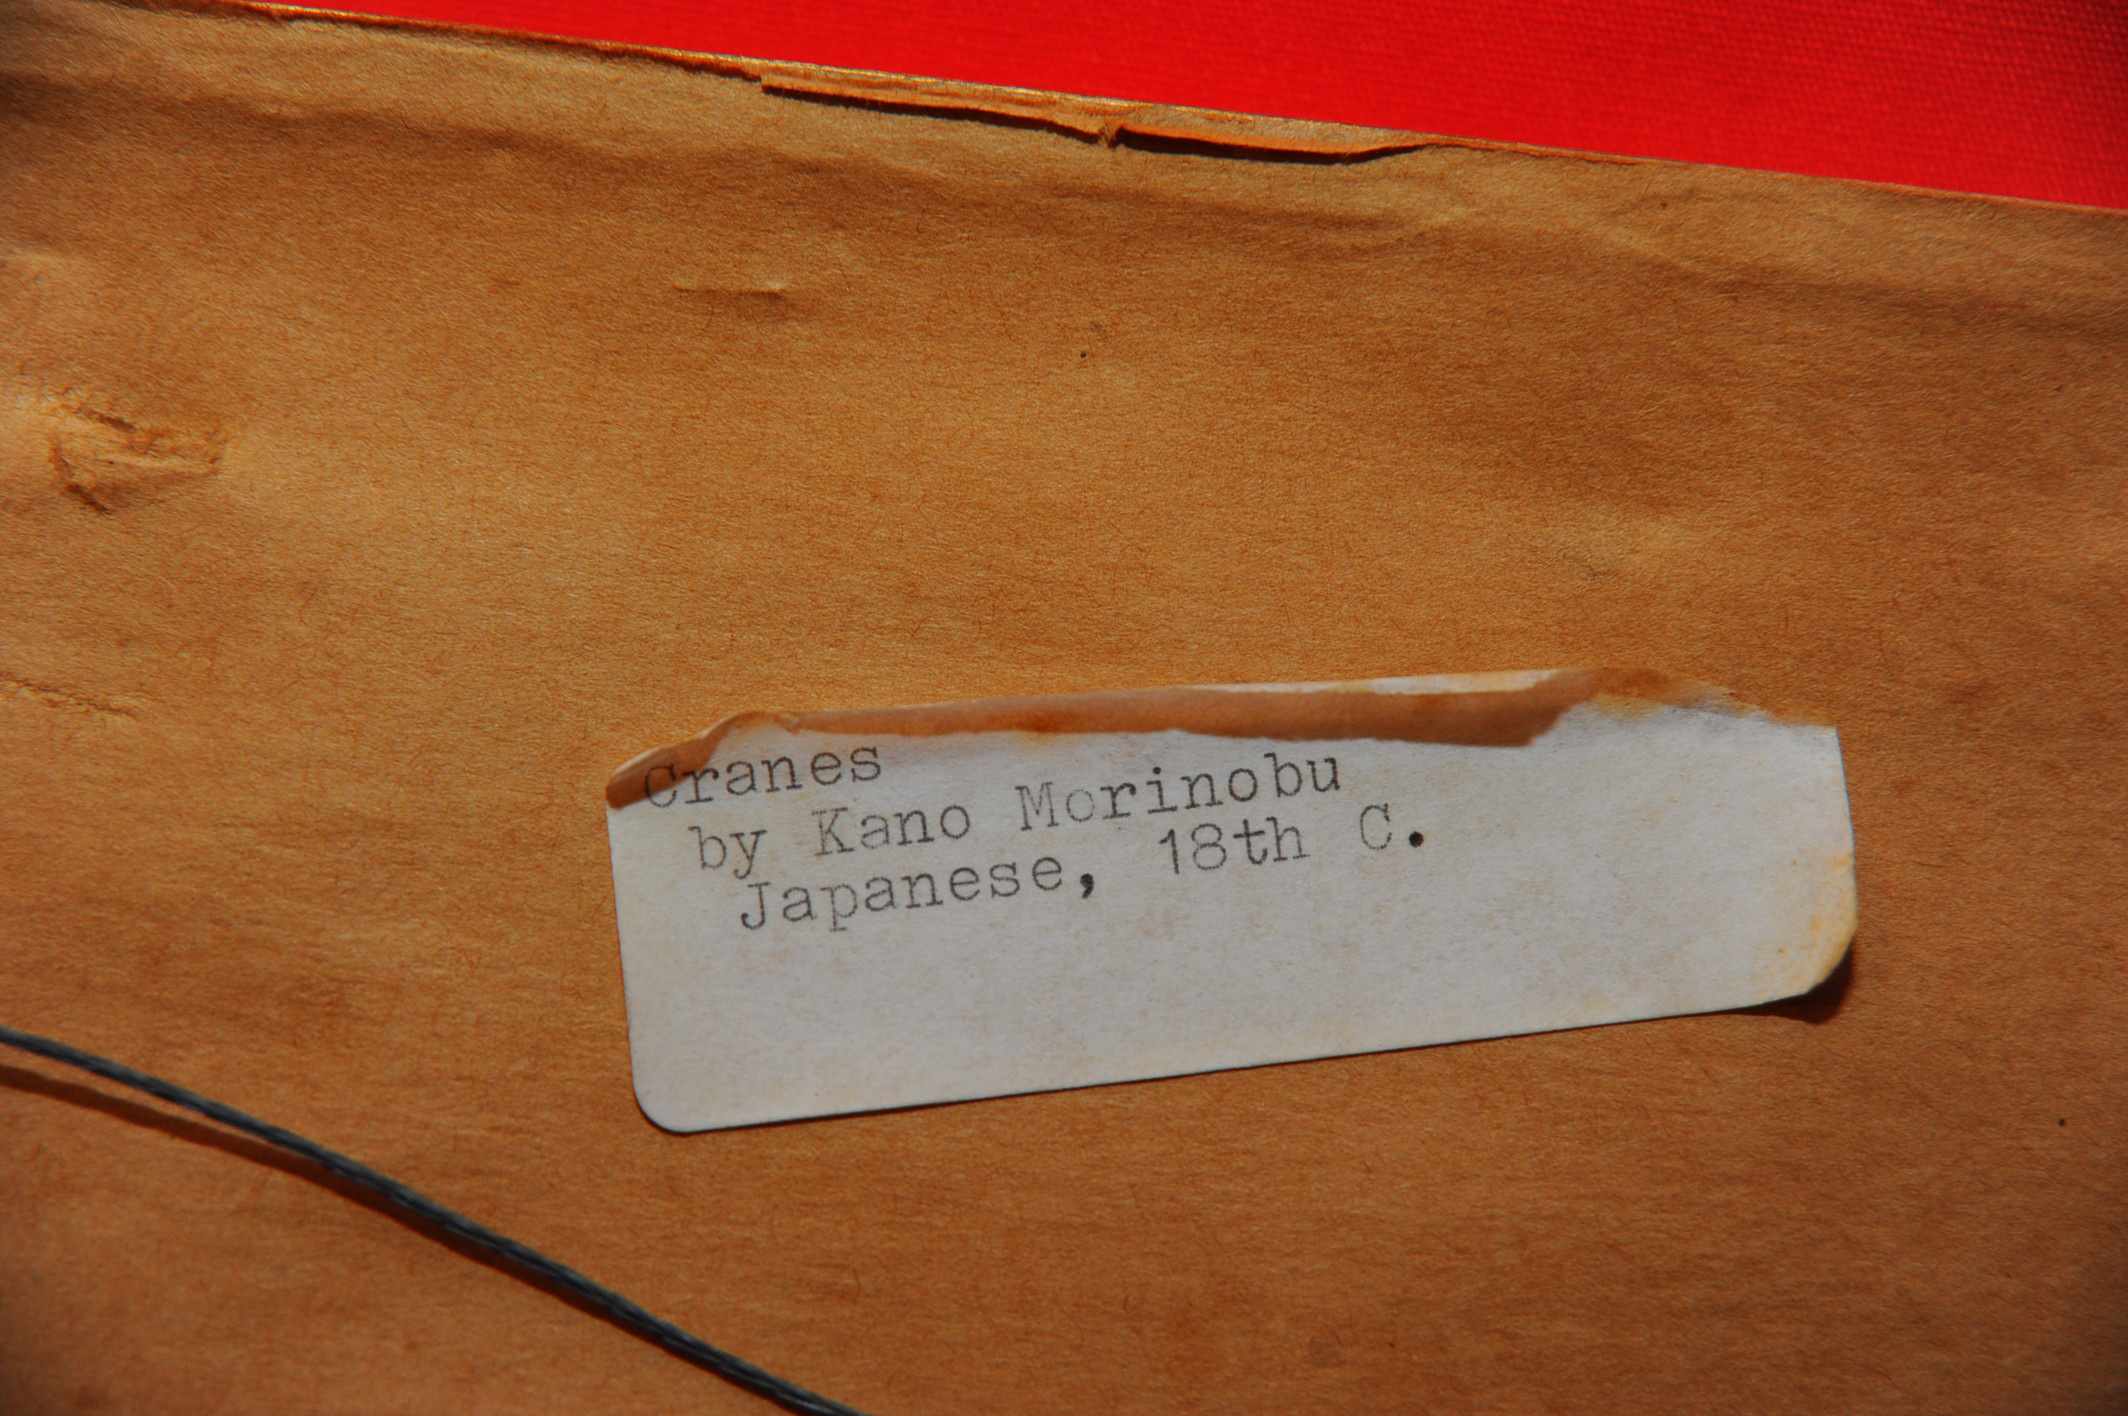 Cranes
by Kano Morinobu
Japanese, 18th C.